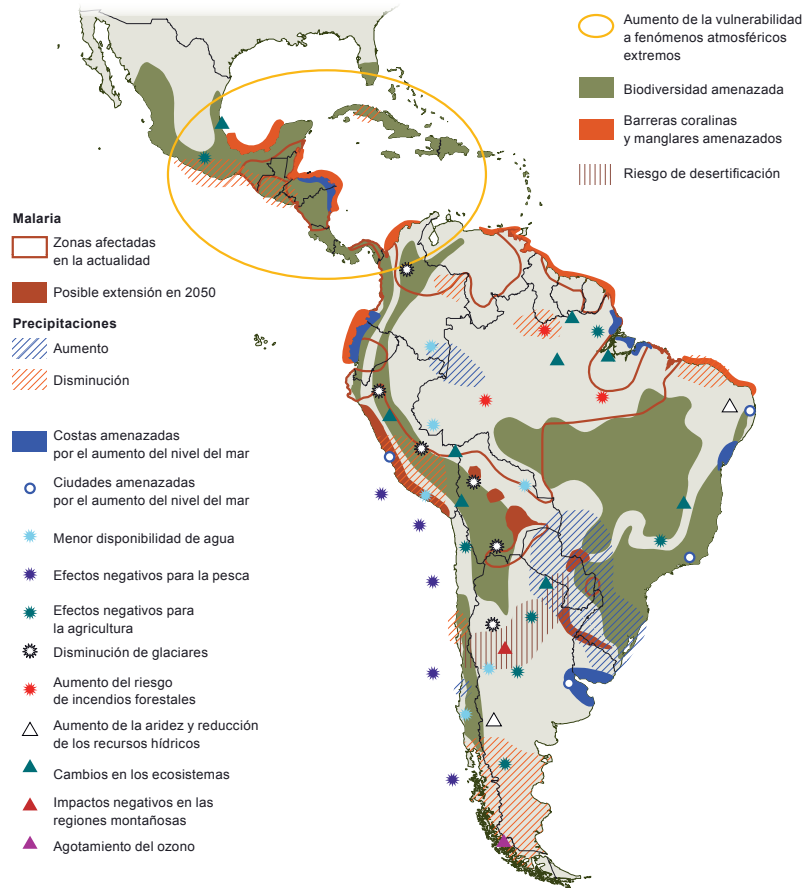 Aumento de la vulnerabilidad
a fenómenos atmosféricos
extremos
Biodiversidad amenazada
Barreras coralinas
y manglares amenazados
Riesgo de desertificación
Malaria
Zonas afectadas
en la actualidad
Posible extensión en 2050
Precipitaciones
Aumento
Disminución
Costas amenazadas
por el aumento del nivel del mar
Ciudades amenazadas
por el aumento del nivel del mar
Menor disponibilidad de agua
Efectos negativos para la pesca
Efectos negativos para
la agricultura
Disminución de glaciares
Aumento del riesgo
de incendios forestales
Aumento de la aridez y reducción
de los recursos hídricos
Cambios en los ecosistemas
Impactos negativos en las
regiones montañosas
Agotamiento del ozono